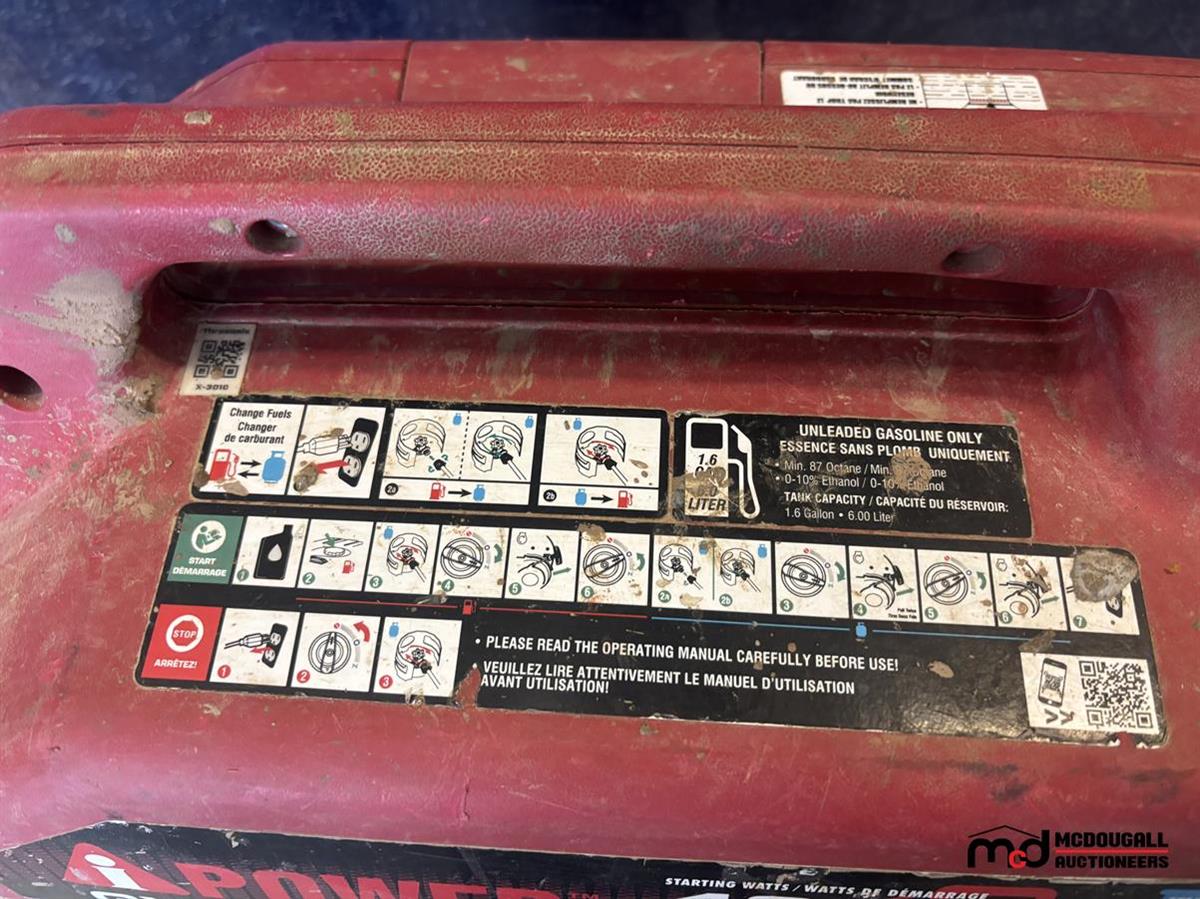 X-3010
Change Fuels
Changer
de carburant
2a
2b
1.6
LITER
UNLEADED GASOLINE ONLY
ESSENCE SANS PLOMB UNIQUEMENT
• Min. 87 Octane / Min.
• 0-10% Ethanol / 0-10% Ethanol
TANK CAPACITY / CAPACITÉ DU RÉSERVOIR:
1.6 Gallon • 6.00 Liter
START
DÉMARRAGE
1
2
3
4
5
6
2a
2b
3
4
5
6
7
STOP
ARRÊTEZ!
1
2
3
• PLEASE READ THE OPERATING MANUAL CAREFULLY BEFORE USE!
• VEUILLEZ LIRE ATTENTIVEMENT LE MANUEL D'UTILISATION
AVANT UTILISATION!
POWER™
STARTING WATTS / WATTS DE DÉMARRAGE
mcd MCDOUGALL
AUCTIONEERS